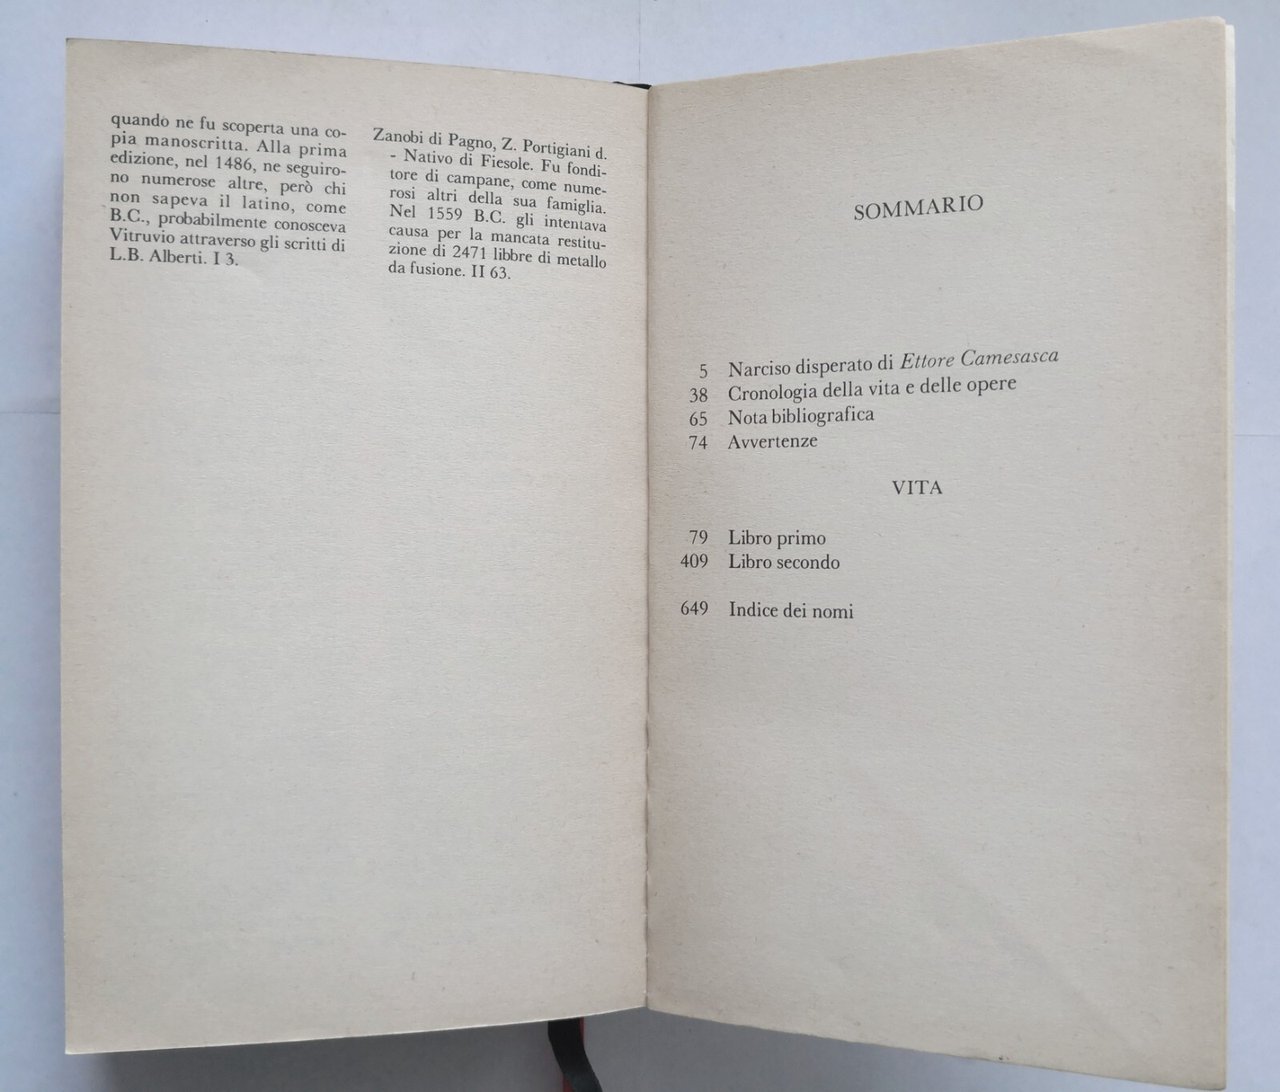 quando ne fu scoperta una co-
pia manoscritta. Alla prima
edizione, nel 1486, ne seguiro-
no numerose altre, però chi
non sapeva il latino, come
B.C., probabilmente conosceva
Vitruvio attraverso gli scritti di
L.B. Alberti. I 3.
Zanobi di Pagno, Z. Portigiani d.
- Nativo di Fiesole. Fu fondi-
tore di campane, come nume-
rosi altri della sua famiglia.
Nel 1559 B.C. gli intentava
causa per la mancata restitu-
zione di 2471 libbre di metallo
da fusione. II 63.
SOMMARIO
5 Narciso disperato di Ettore Camesasca
38 Cronologia della vita e delle opere
65 Nota bibliografica
74 Avvertenze
VITA
79 Libro primo
409 Libro secondo
649 Indice dei nomi